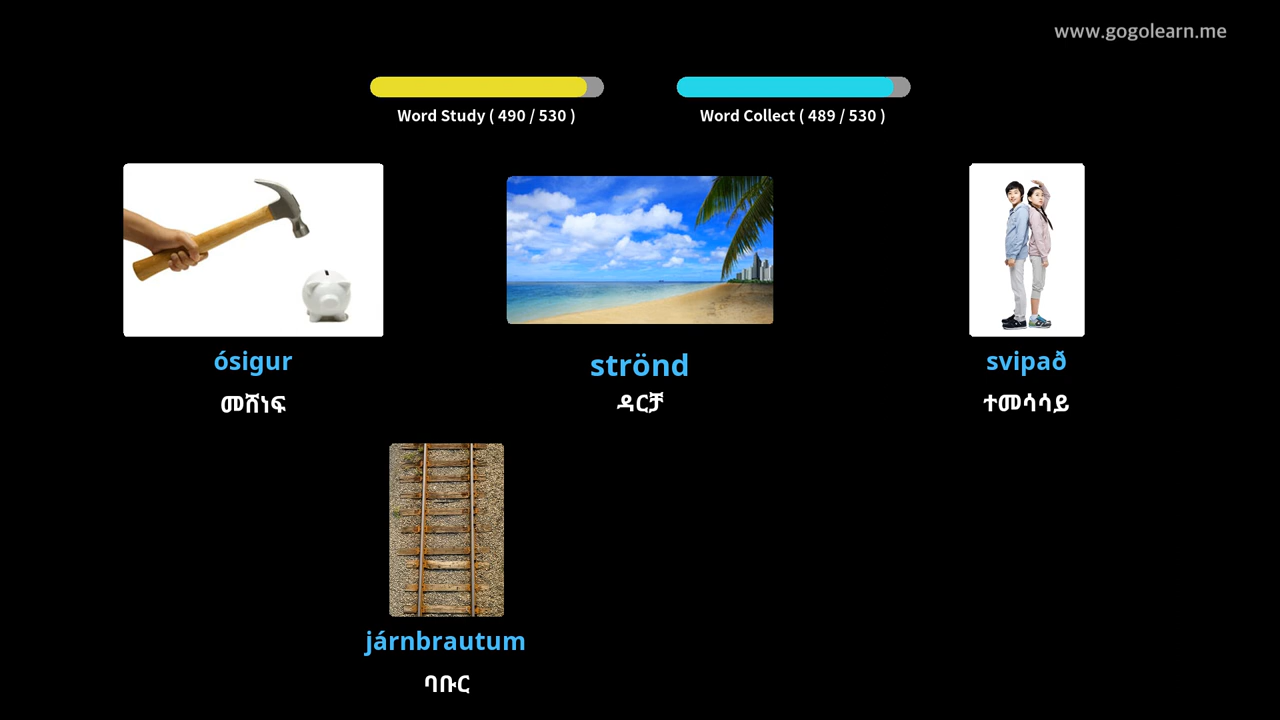 www.gogolearn.me
Word Study ( 490 / 530 )
Word Collect ( 489 / 530 )
ósigur
መሸነፍ
strönd
ዳርቻ
svipað
ተመሳሳይ
járnbrautum
ባቡር